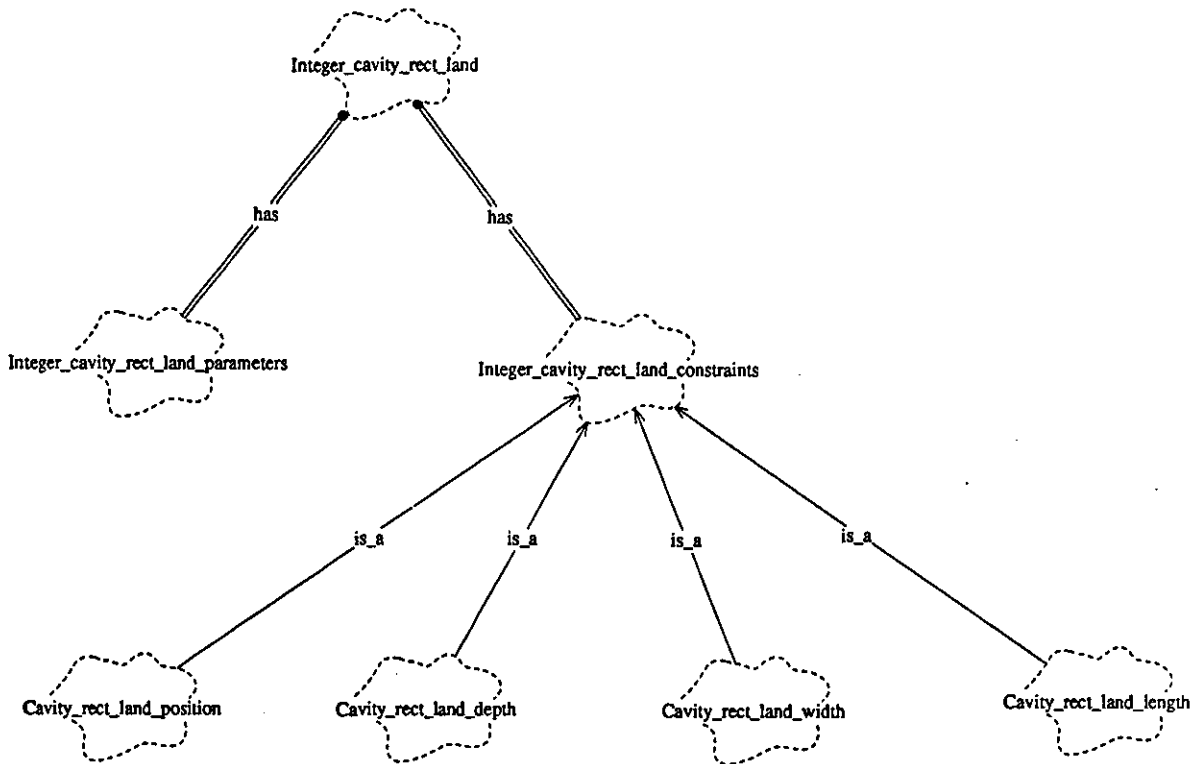 Integer_cavity_rect_land
has
has
Integer_cavity_rect_land_parameters
Integer_cavity_rect_land_constraints
is_a
is_a
is_a
is_a
Cavity_rect_land_position
Cavity_rect_land_depth
Cavity_rect_land_width
Cavity_rect_land_length